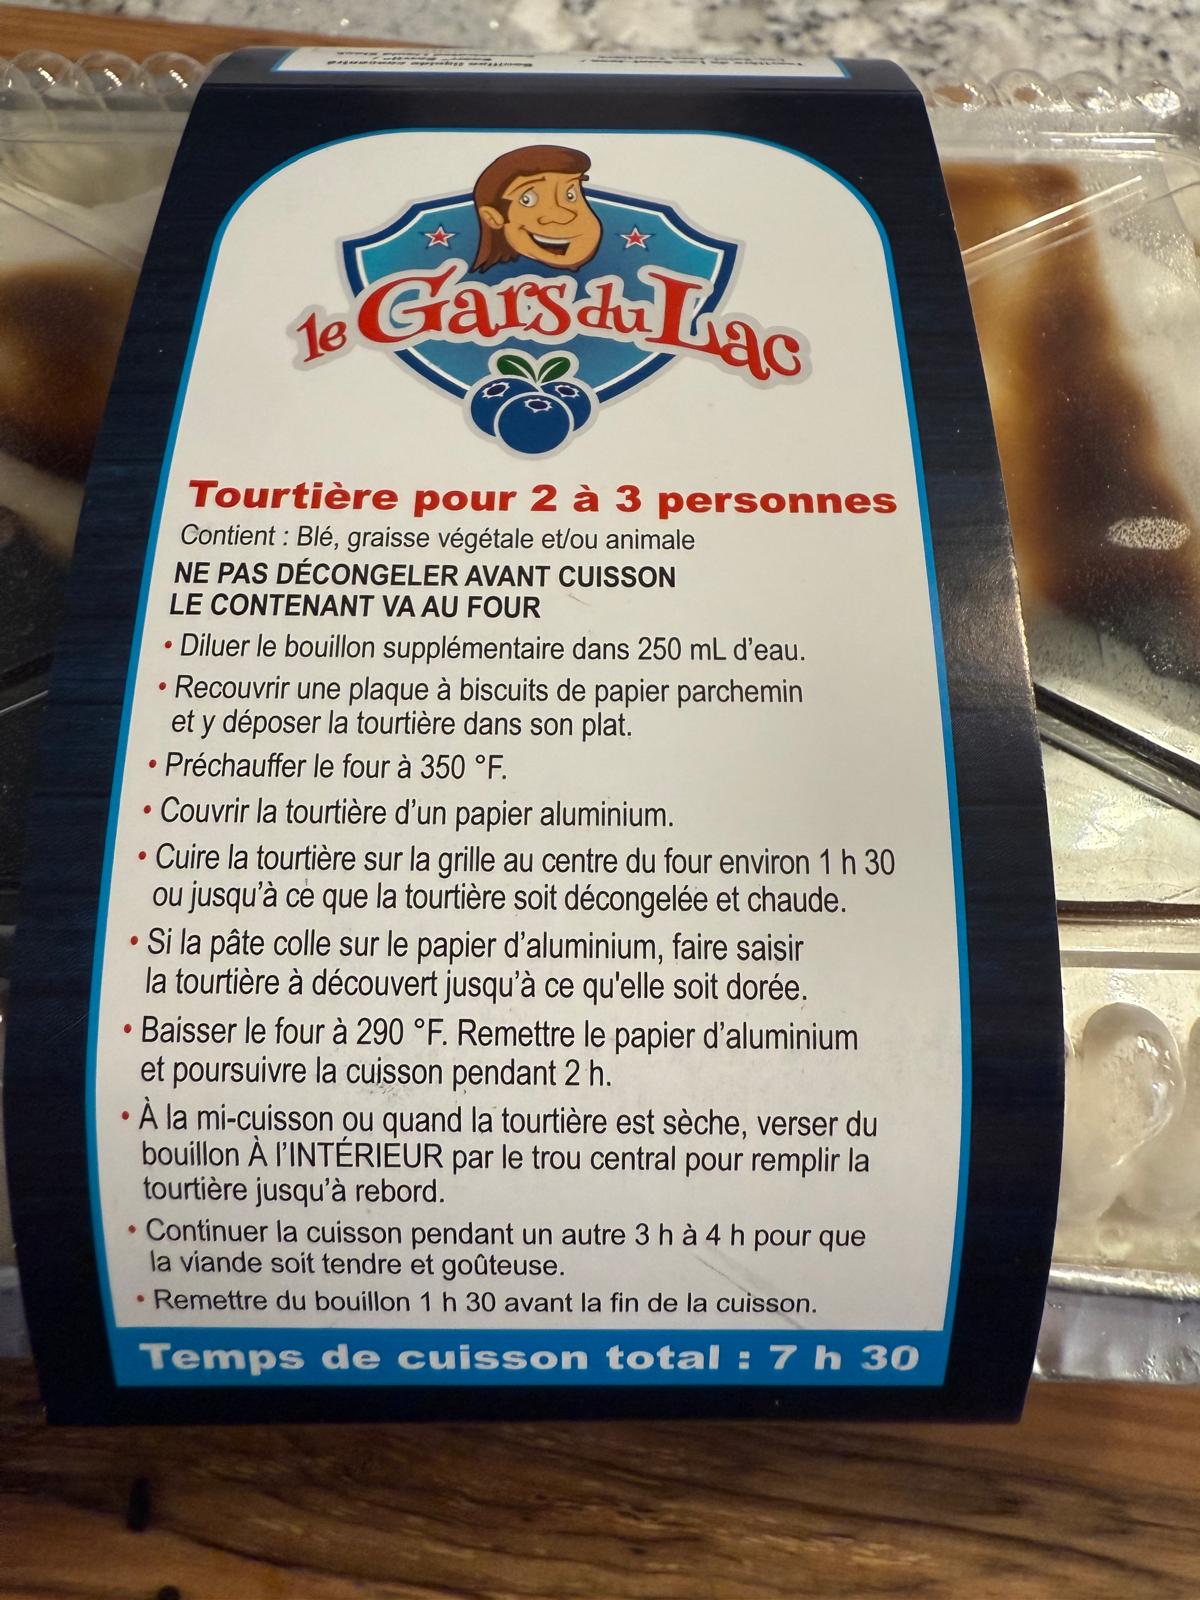 le Gars du Lac
Tourtière pour 2 à 3 personnes
Contient : Blé, graisse végétale et/ou animale
NE PAS DÉCONGELER AVANT CUISSON
LE CONTENANT VA AU FOUR
• Diluer le bouillon supplémentaire dans 250 mL d'eau.
• Recouvrir une plaque à biscuits de papier parchemin
et y déposer la tourtière dans son plat.
• Préchauffer le four à 350 °F.
• Couvrir la tourtière d'un papier aluminium.
• Cuire la tourtière sur la grille au centre du four environ 1 h 30
ou jusqu'à ce que la tourtière soit décongelée et chaude.
• Si la pâte colle sur le papier d'aluminium, faire saisir
la tourtière à découvert jusqu'à ce qu'elle soit dorée.
• Baisser le four à 290 °F. Remettre le papier d'aluminium
et poursuivre la cuisson pendant 2 h.
• À la mi-cuisson ou quand la tourtière est sèche, verser du
bouillon À l'INTÉRIEUR par le trou central pour remplir la
tourtière jusqu'à rebord.
• Continuer la cuisson pendant un autre 3 h à 4 h pour que
la viande soit tendre et goûteuse.
• Remettre du bouillon 1 h 30 avant la fin de la cuisson.
Temps de cuisson total : 7 h 30